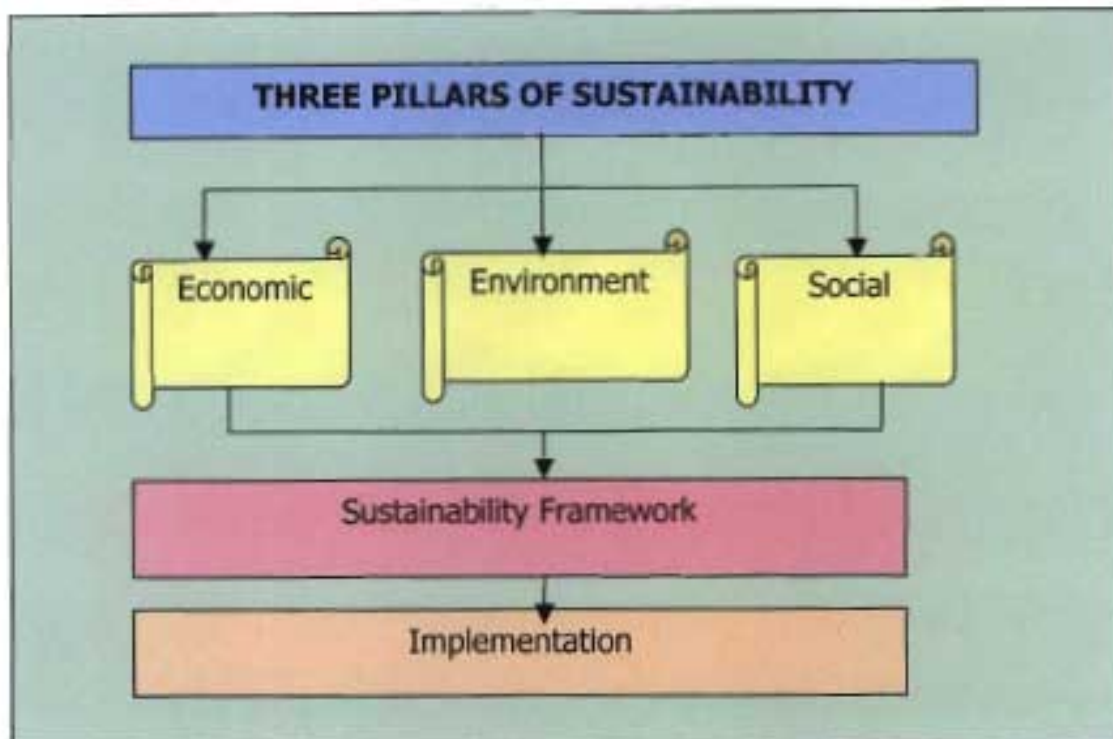 THREE PILLARS OF SUSTAINABILITY
Economic
Environment
Social
Sustainability Framework
Implementation